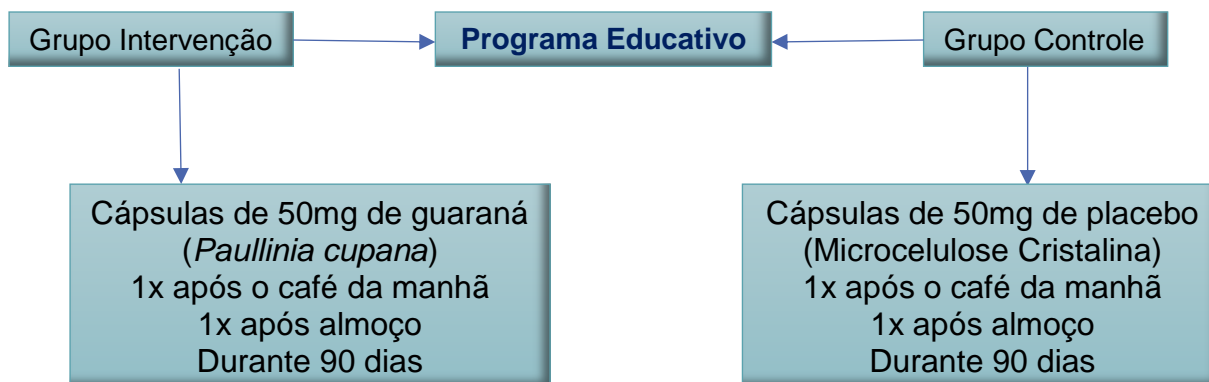 Grupo Intervenção
Programa Educativo
Grupo Controle
Cápsulas de 50mg de guaraná
(Paullinia cupana)
1x após o café da manhã
1x após almoço
Durante 90 dias
Cápsulas de 50mg de placebo
(Microcelulose Cristalina)
1x após o café da manhã
1x após almoço
Durante 90 dias